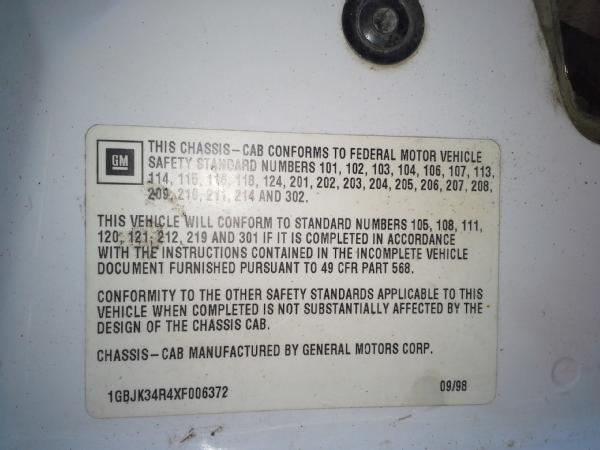 GM
THIS CHASSIS-CAB CONFORMS TO FEDERAL MOTOR VEHICLE
SAFETY STANDARD NUMBERS 101, 102, 103, 104, 106, 107, 113,
114, 115, 116, 118, 124, 201, 202, 203, 204, 205, 206, 207, 208,
209, 210, 211, 214 AND 302.
THIS VEHICLE WILL CONFORM TO STANDARD NUMBERS 105, 108, 111,
120, 121, 212, 219 AND 301 IF IT IS COMPLETED IN ACCORDANCE
WITH THE INSTRUCTIONS CONTAINED IN THE INCOMPLETE VEHICLE
DOCUMENT FURNISHED PURSUANT TO 49 CFR PART 568.
CONFORMITY TO THE OTHER SAFETY STANDARDS APPLICABLE TO THIS
VEHICLE WHEN COMPLETED IS NOT SUBSTANTIALLY AFFECTED BY THE
DESIGN OF THE CHASSIS CAB.
CHASSIS-CAB MANUFACTURED BY GENERAL MOTORS CORP.
1GBJK34R4XF006372 09/98